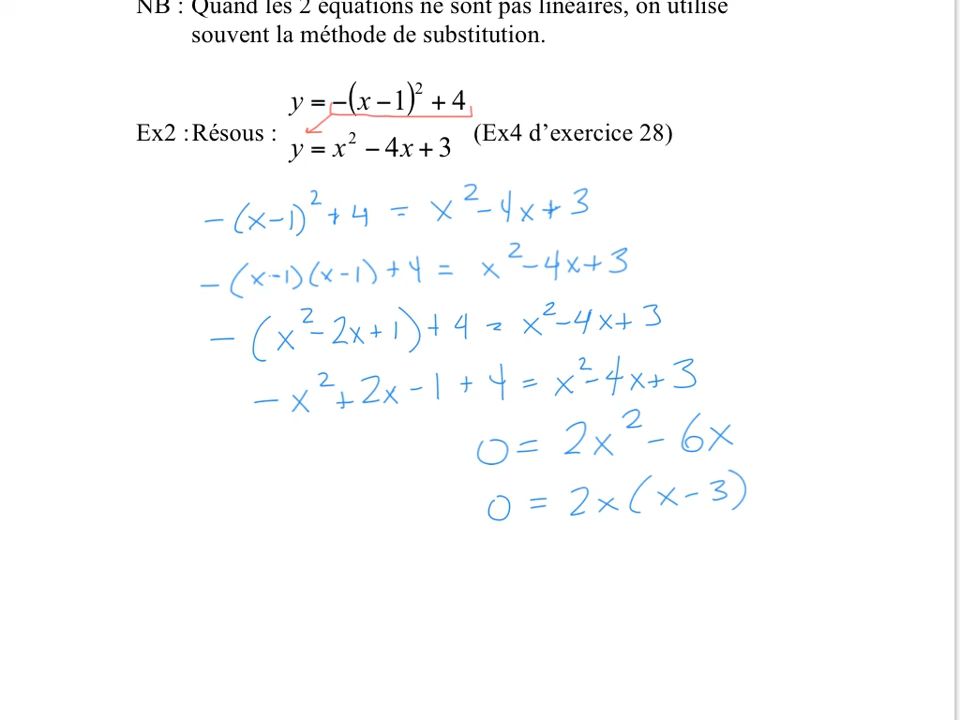 NB : Quand les 2 équations ne sont pas linéaires, on utilise
souvent la méthode de substitution.
y = -(x - 1)² + 4
Ex2 : Résous :
y = x² - 4x + 3
(Ex4 d'exercice 28)
-(x-1)² + 4 = x² - 4x + 3
-(x-1)(x-1) + 4 = x² - 4x + 3
-(x² - 2x + 1) + 4 = x² - 4x + 3
-x² + 2x - 1 + 4 = x² - 4x + 3
0 = 2x² - 6x
0 = 2x(x - 3)